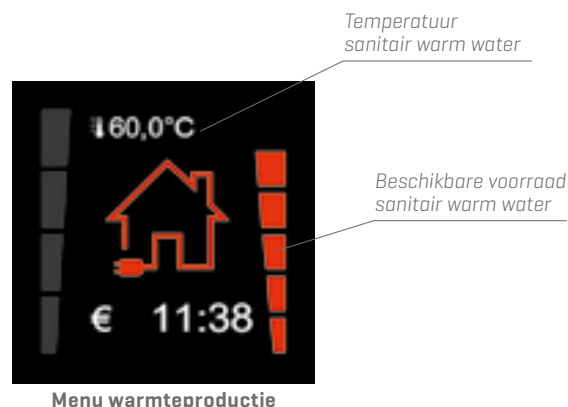 Temperatuur
sanitair warm water
60,0°C
Beschikbare voorraad
sanitair warm water
€ 11:38
Menu warmteproductie